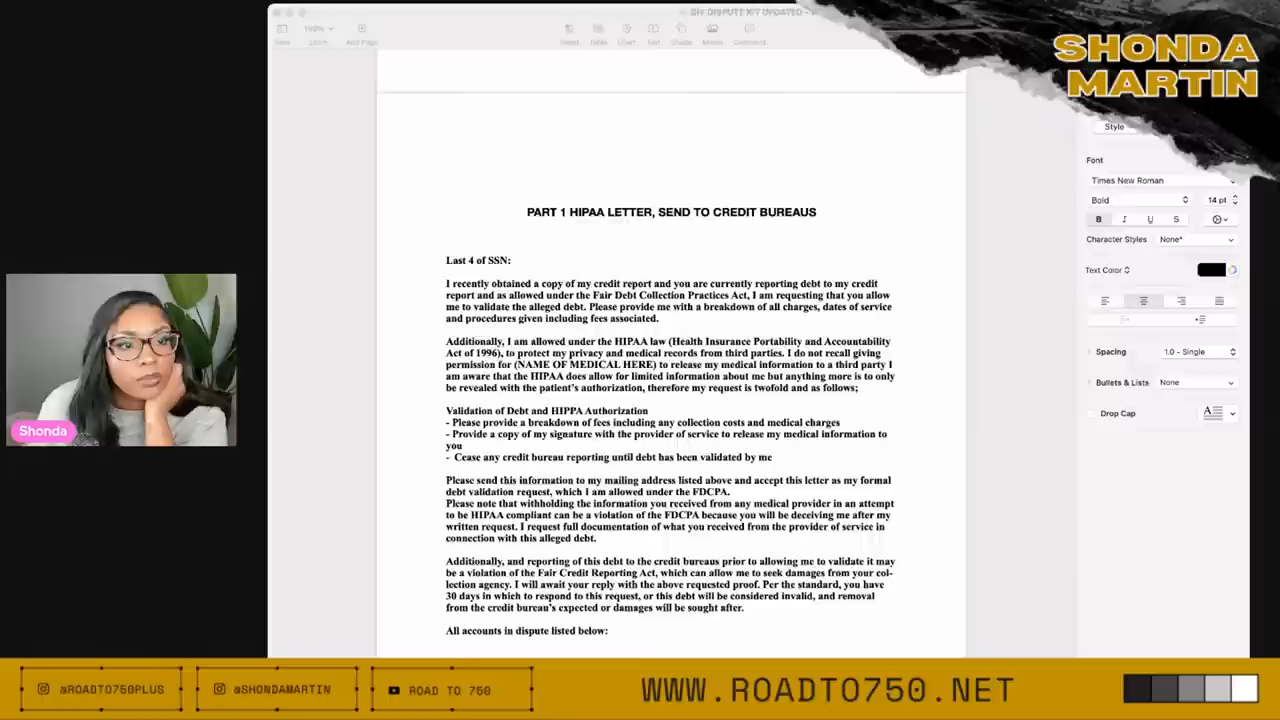 SHONDA
MARTIN
Style
Font
Times New Roman
Bold
14 pt
B I U S
Character Styles None*
Text Color
Spacing 1.0 - Single
Bullets & Lists None
Drop Cap
PART 1 HIPAA LETTER, SEND TO CREDIT BUREAUS
Last 4 of SSN:
I recently obtained a copy of my credit report and you are currently reporting debt to my credit
report and as allowed under the Fair Debt Collection Practices Act, I am requesting that you allow
me to validate the alleged debt. Please provide me with a breakdown of all charges, dates of service
and procedures given including fees associated.
Additionally, I am allowed under the HIPAA law (Health Insurance Portability and Accountability
Act of 1996), to protect my privacy and medical records from third parties. I do not recall giving
permission for (NAME OF MEDICAL HERE) to release my medical information to a third party I
am aware that the HIPAA does allow for limited information about me but anything more is to only
be revealed with the patient's authorization, therefore my request is twofold and as follows;
Validation of Debt and HIPPA Authorization
- Please provide a breakdown of fees including any collection costs and medical charges
- Provide a copy of my signature with the provider of service to release my medical information to
you
- Cease any credit bureau reporting until debt has been validated by me
Please send this information to my mailing address listed above and accept this letter as my formal
debt validation request, which I am allowed under the FDCPA.
Please note that withholding the information you received from any medical provider in an attempt
to be HIPAA compliant can be a violation of the FDCPA because you will be deceiving me after my
written request. I request full documentation of what you received from the provider of service in
connection with this alleged debt.
Additionally, and reporting of this debt to the credit bureaus prior to allowing me to validate it may
be a violation of the Fair Credit Reporting Act, which can allow me to seek damages from your col-
lection agency. I will await your reply with the above requested proof. Per the standard, you have
30 days in which to respond to this request, or this debt will be considered invalid, and removal
from the credit bureau's expected or damages will be sought after.
All accounts in dispute listed below:
Shonda
@ROADTO750PLUS
@SHONDAMARTIN
ROAD TO 750
WWW.ROADTO750.NET